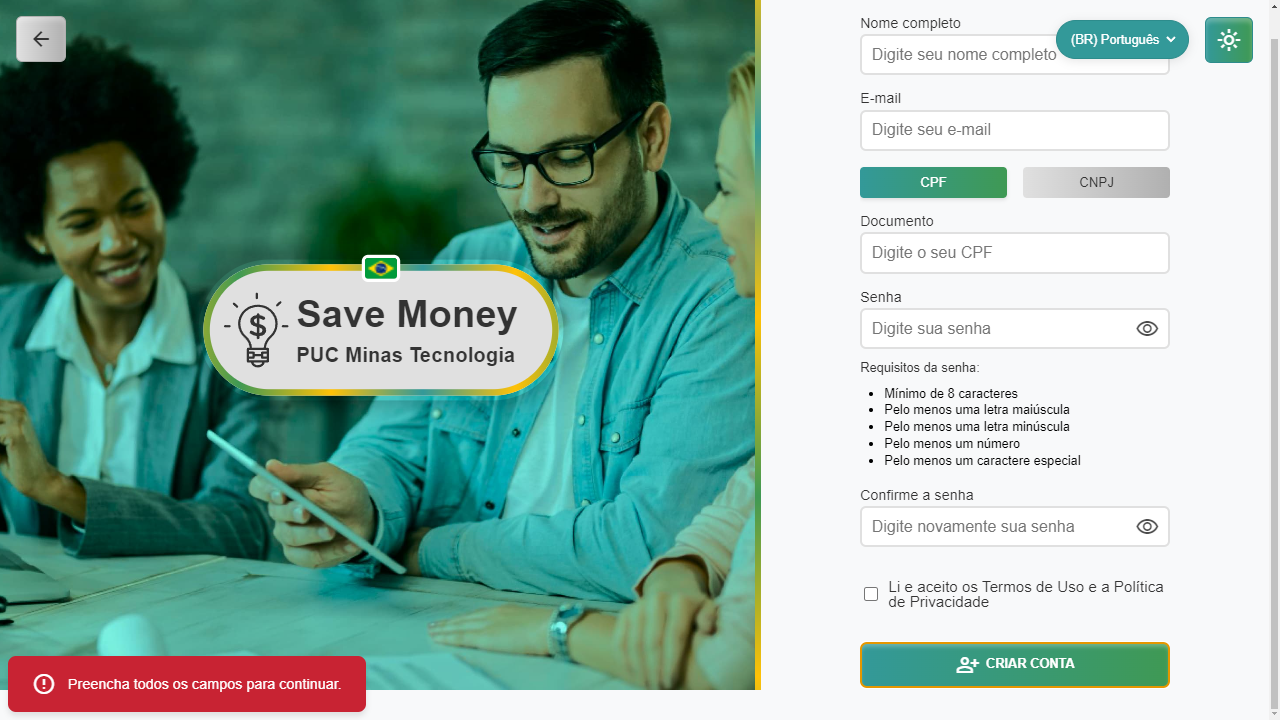 Save Money
PUC Minas Tecnologia
Preencha todos os campos para continuar.
(BR) Português
Nome completo
Digite seu nome completo
E-mail
Digite seu e-mail
CPF
CNPJ
Documento
Digite o seu CPF
Senha
Digite sua senha
Requisitos da senha:
Mínimo de 8 caracteres
Pelo menos uma letra maiúscula
Pelo menos uma letra minúscula
Pelo menos um número
Pelo menos um caractere especial
Confirme a senha
Digite novamente sua senha
Li e aceito os Termos de Uso e a Política
de Privacidade
CRIAR CONTA